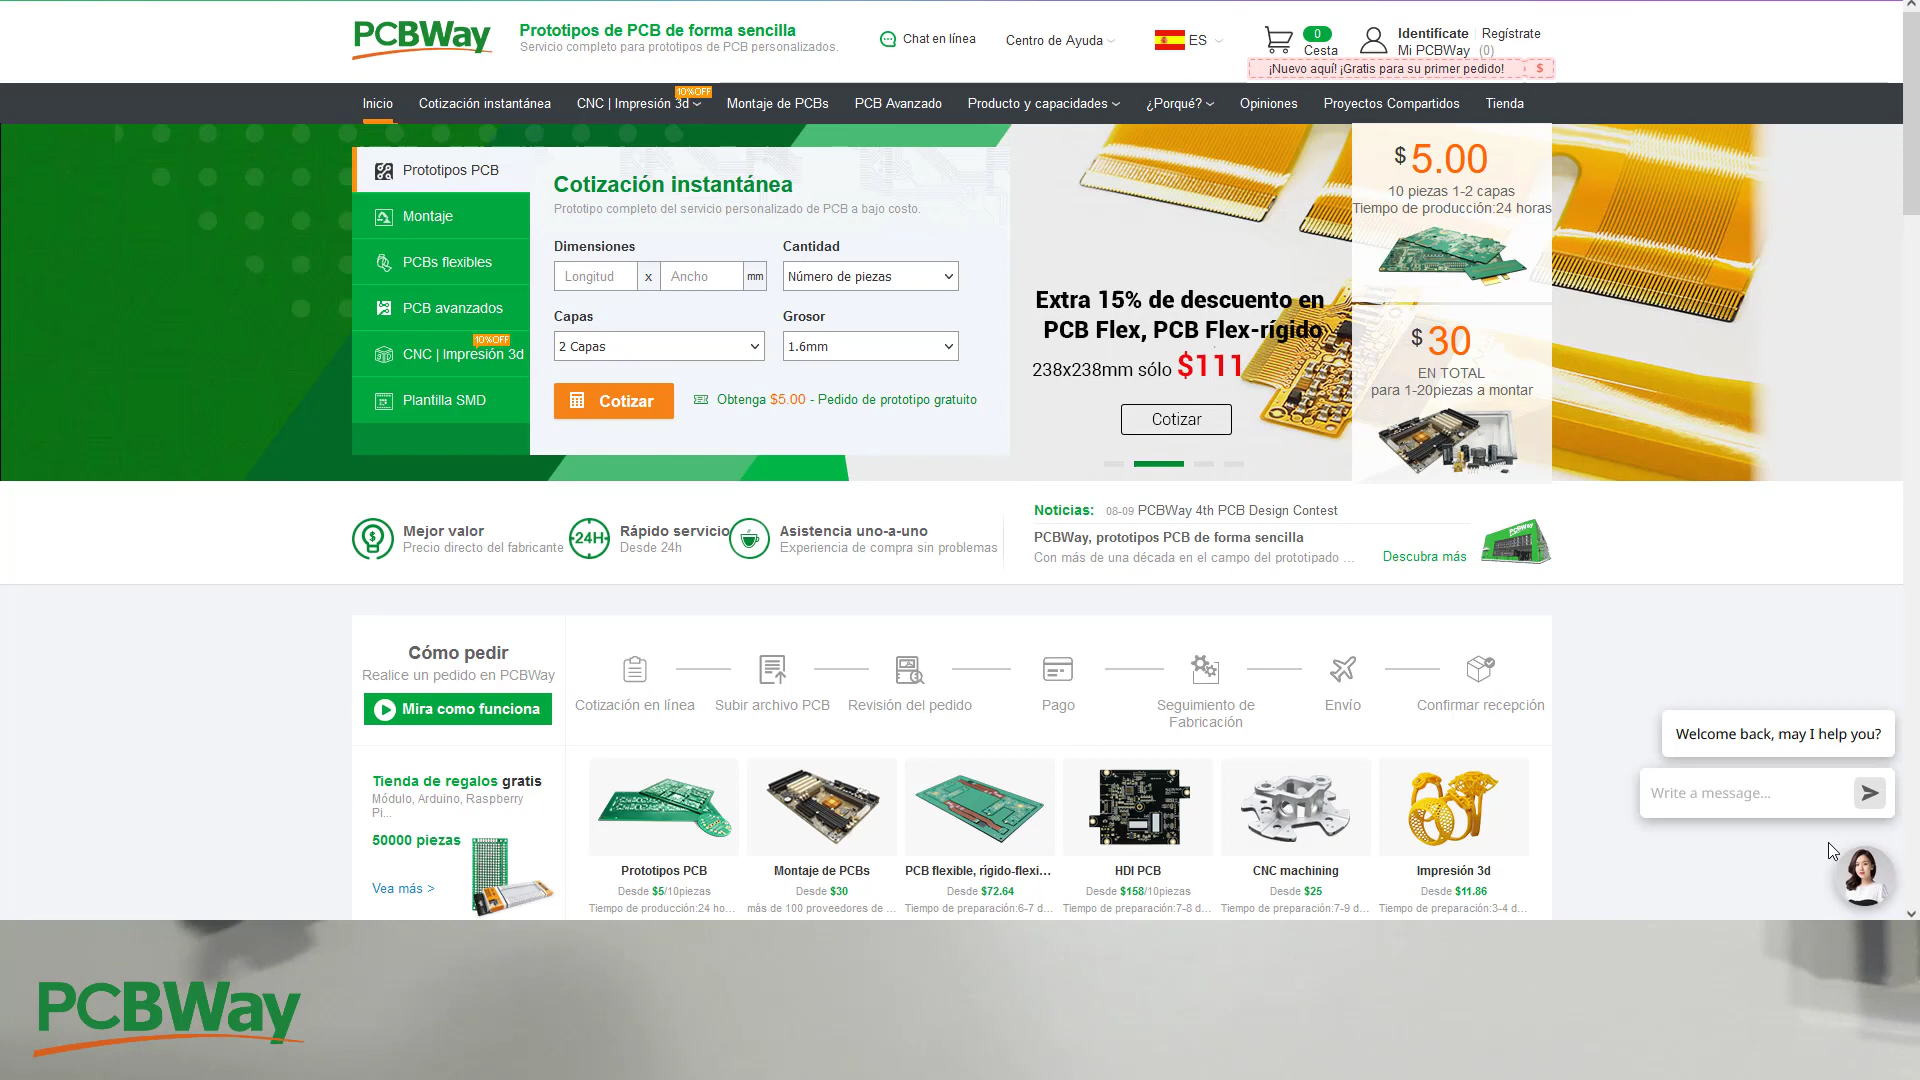 PCBWay
Prototipos de PCB de forma sencilla
Servicio completo para prototipos de PCB personalizados.
Chat en línea
Centro de Ayuda
ES
0
Cesta
Identifícate
Regístrate
Mi PCBWay (0)
¡Nuevo aquí! ¡Gratis para su primer pedido! $
Inicio
Cotización instantánea
CNC | Impresión 3d
10%OFF
Montaje de PCBs
PCB Avanzado
Producto y capacidades
¿Porqué?
Opiniones
Proyectos Compartidos
Tienda
Prototipos PCB
Montaje
PCBs flexibles
PCB avanzados
10%OFF
CNC | Impresión 3d
Plantilla SMD
Cotización instantánea
Prototipo completo del servicio personalizado de PCB a bajo costo.
Dimensiones
Cantidad
Longitud x Ancho mm
Número de piezas
Capas
Grosor
2 Capas
1.6mm
Cotizar
Obtenga $5.00 - Pedido de prototipo gratuito
Extra 15% de descuento en
PCB Flex, PCB Flex-rígido
238x238mm sólo $111
Cotizar
$ 5.00
10 piezas 1-2 capas
Tiempo de producción:24 horas
$ 30
EN TOTAL
para 1-20piezas a montar
Mejor valor
Precio directo del fabricante
24H
Rápido servicio
Desde 24h
Asistencia uno-a-uno
Experiencia de compra sin problemas
Noticias: 08-09 PCBWay 4th PCB Design Contest
PCBWay, prototipos PCB de forma sencilla
Con más de una década en el campo del prototipado ...
Descubra más
PCBWay
Cómo pedir
Realice un pedido en PCBWay
Mira como funciona
Cotización en línea
Subir archivo PCB
Revisión del pedido
Pago
Seguimiento de
Fabricación
Envío
Confirmar recepción
Tienda de regalos gratis
Módulo, Arduino, Raspberry
Pi...
50000 piezas
Vea más >
Prototipos PCB
Desde $5/10piezas
Tiempo de producción:24 ho...
Montaje de PCBs
Desde $30
más de 100 proveedores de ...
PCB flexible, rígido-flexi...
Desde $72.64
Tiempo de preparación:6-7 d...
HDI PCB
Desde $158/10piezas
Tiempo de preparación:7-8 d...
CNC machining
Desde $25
Tiempo de preparación:7-9 d...
Impresión 3d
Desde $11.86
Tiempo de preparación:3-4 d...
Welcome back, may I help you?
Write a message...
PCBWay